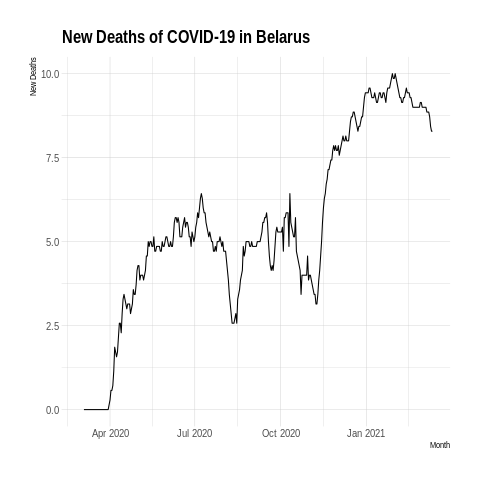 New Deaths of COVID-19 in Belarus
New Deaths
10.0
7.5
5.0
2.5
0.0
Apr 2020 Jul 2020 Oct 2020 Jan 2021
Month